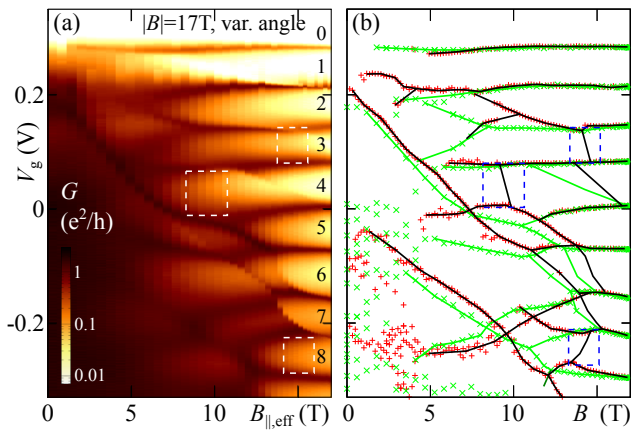 (a) |B|=17T, var. angle 0
(b)
1
2
0.2
3
V_g (V)
4
0
5
G
(e²/h)
6
1
0.1
7
-0.2
8
0.01
0 5 10 B_||,eff (T)
0 5 10 B (T)